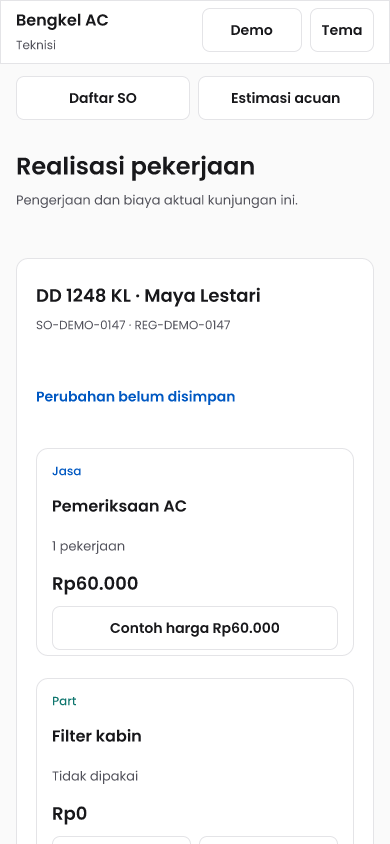 Bengkel AC
Teknisi
Demo
Tema
Daftar SO
Estimasi acuan
Realisasi pekerjaan
Pengerjaan dan biaya aktual kunjungan ini.
DD 1248 KL · Maya Lestari
SO-DEMO-0147 · REG-DEMO-0147
Perubahan belum disimpan
Jasa
Pemeriksaan AC
1 pekerjaan
Rp60.000
Contoh harga Rp60.000
Part
Filter kabin
Tidak dipakai
Rp0